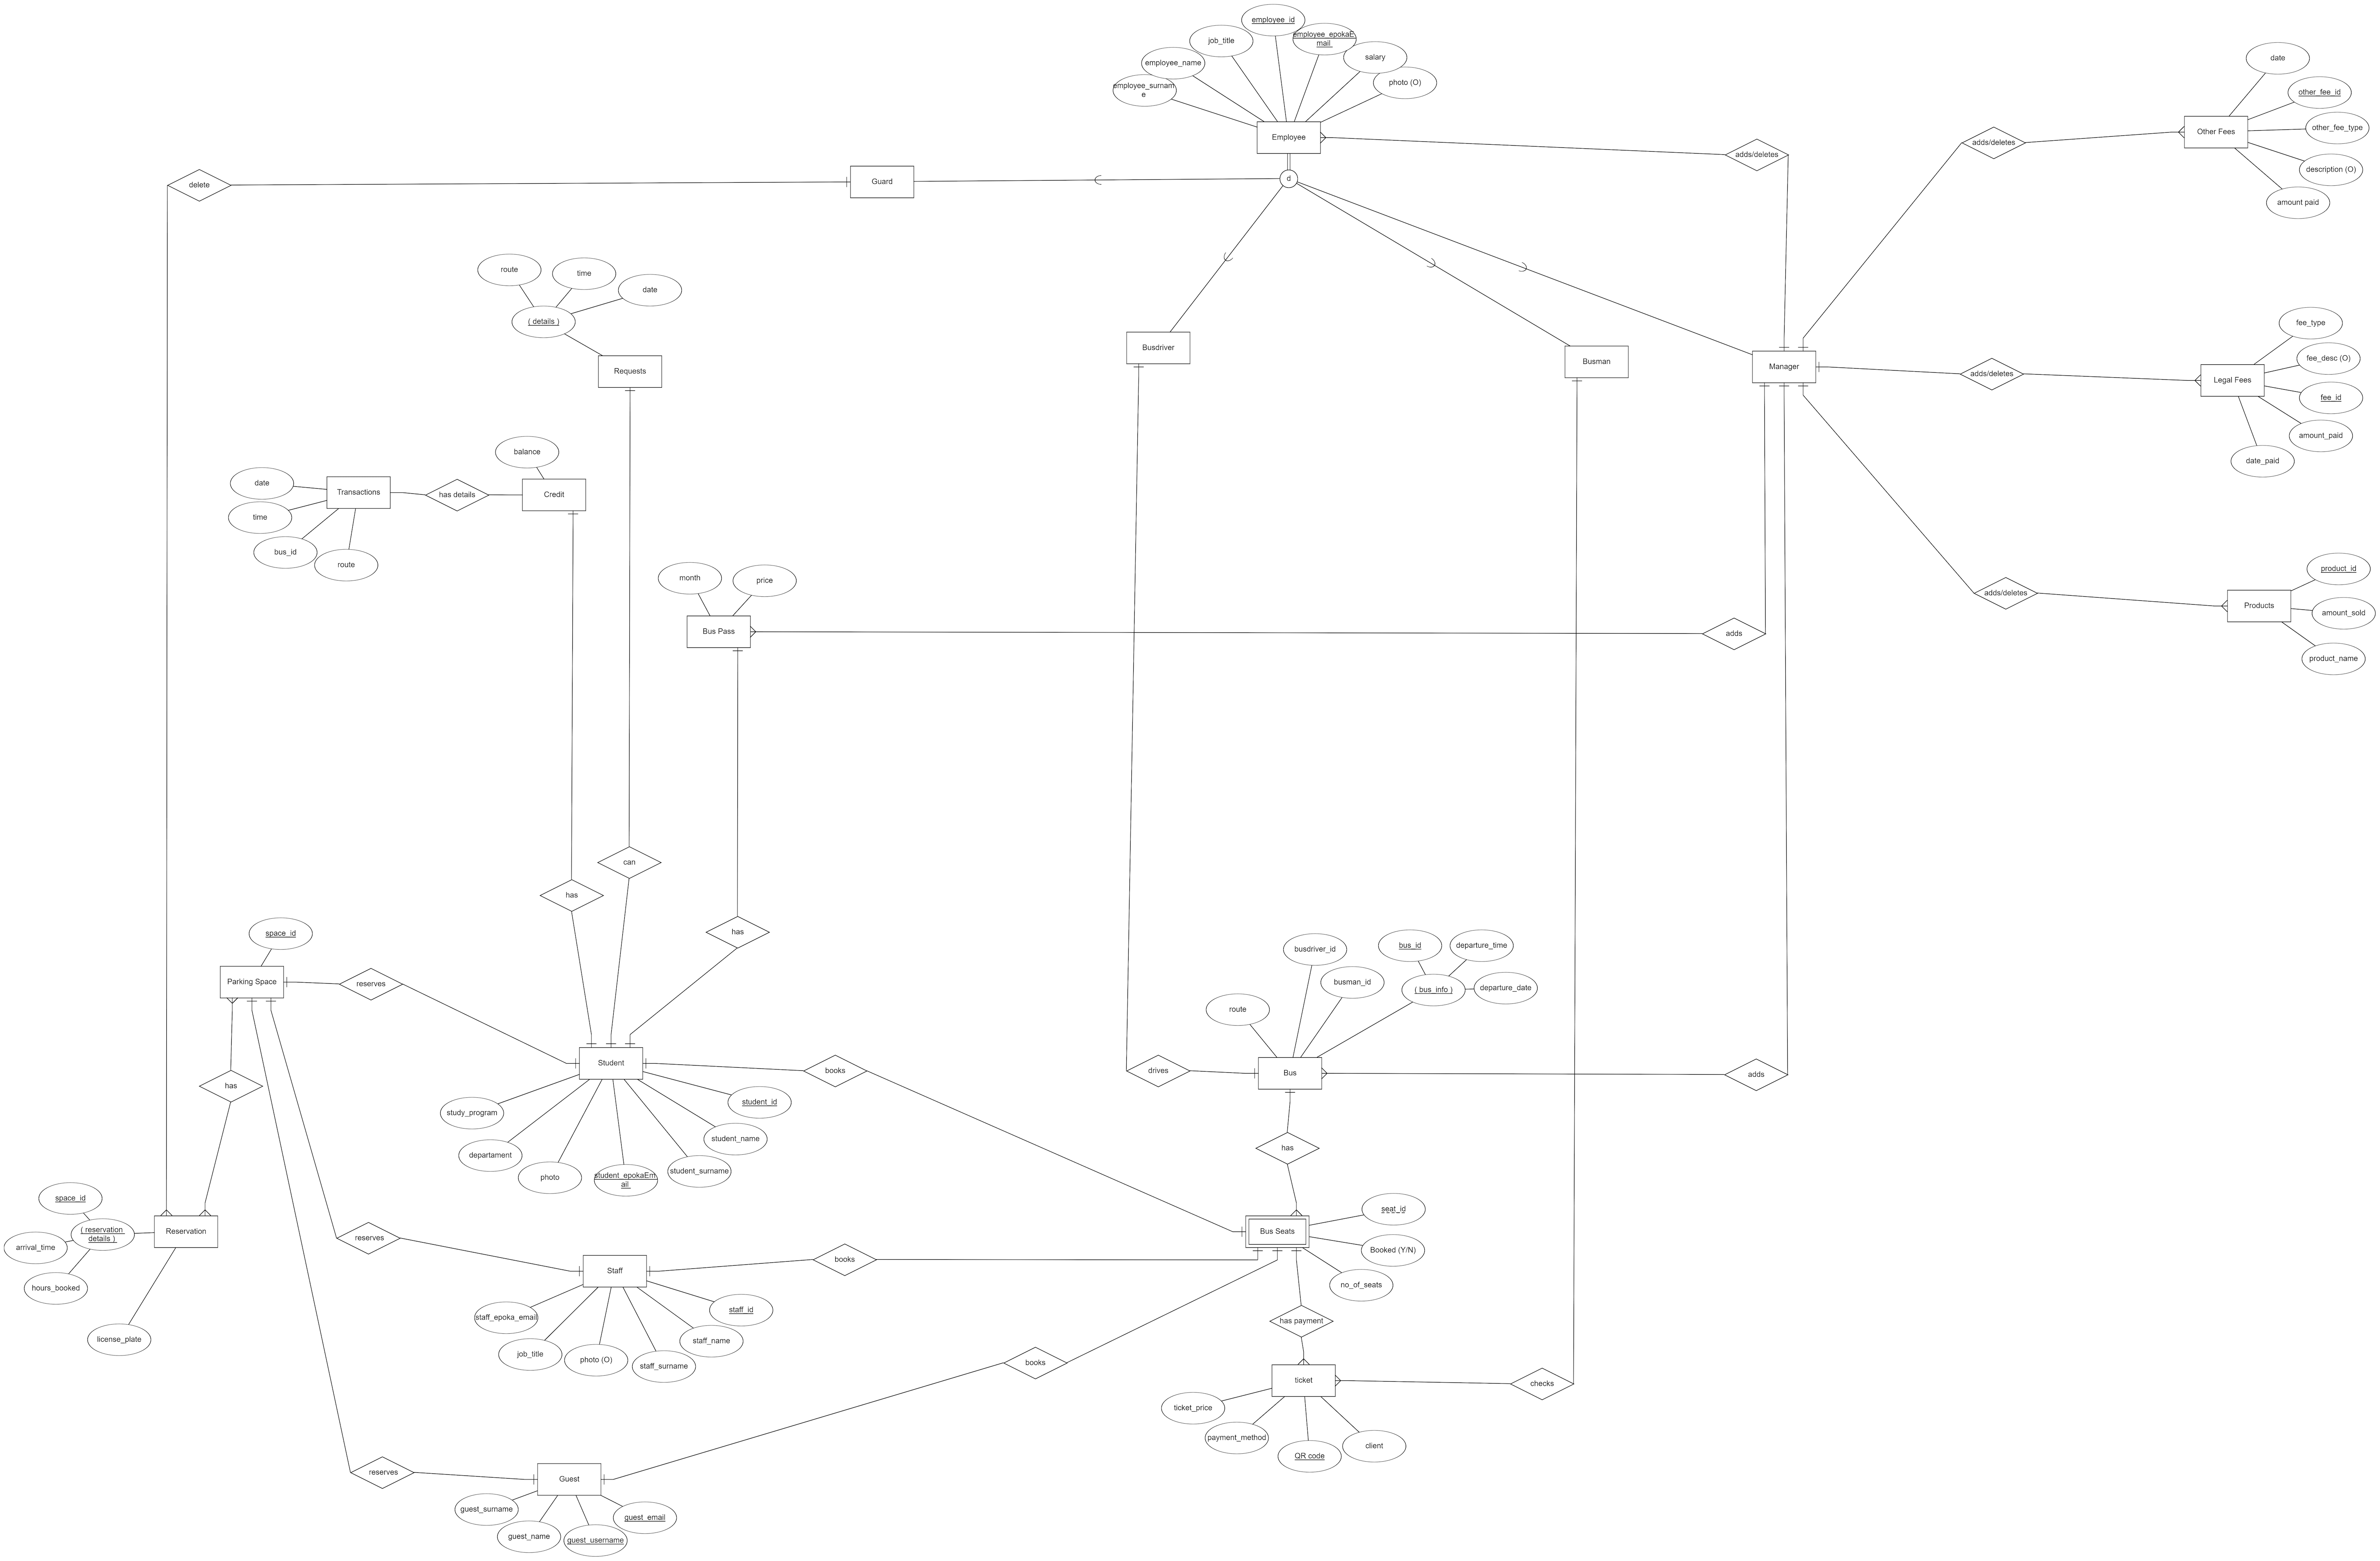 employee_id
employee_epokaE
mail
job_title
salary
employee_name
photo (O)
employee_surnam
e
Employee
d
adds/deletes
Guard
delete
date
other_fee_id
other_fee_type
description (O)
amount paid
Other Fees
adds/deletes
route
time
date
( details )
Requests
Busdriver
Busman
Manager
adds/deletes
fee_type
fee_desc (O)
fee_id
amount_paid
date_paid
Legal Fees
balance
Credit
has details
Transactions
date
time
bus_id
route
month
price
Bus Pass
adds
adds/deletes
Products
product_id
amount_sold
product_name
can
has
has
space_id
Parking Space
reserves
has
Student
study_program
departament
photo
student_epokaEm
ail
student_surname
student_name
student_id
books
busdriver_id
busman_id
bus_id
departure_time
( bus_info )
departure_date
route
Bus
drives
adds
has
space_id
( reservation
details )
arrival_time
hours_booked
license_plate
Reservation
reserves
Staff
staff_epoka_email
job_title
photo (O)
staff_surname
staff_name
staff_id
books
Bus Seats
seat_id
Booked (Y/N)
no_of_seats
has payment
ticket
ticket_price
payment_method
QR code
client
checks
books
reserves
Guest
guest_surname
guest_name
guest_username
guest_email